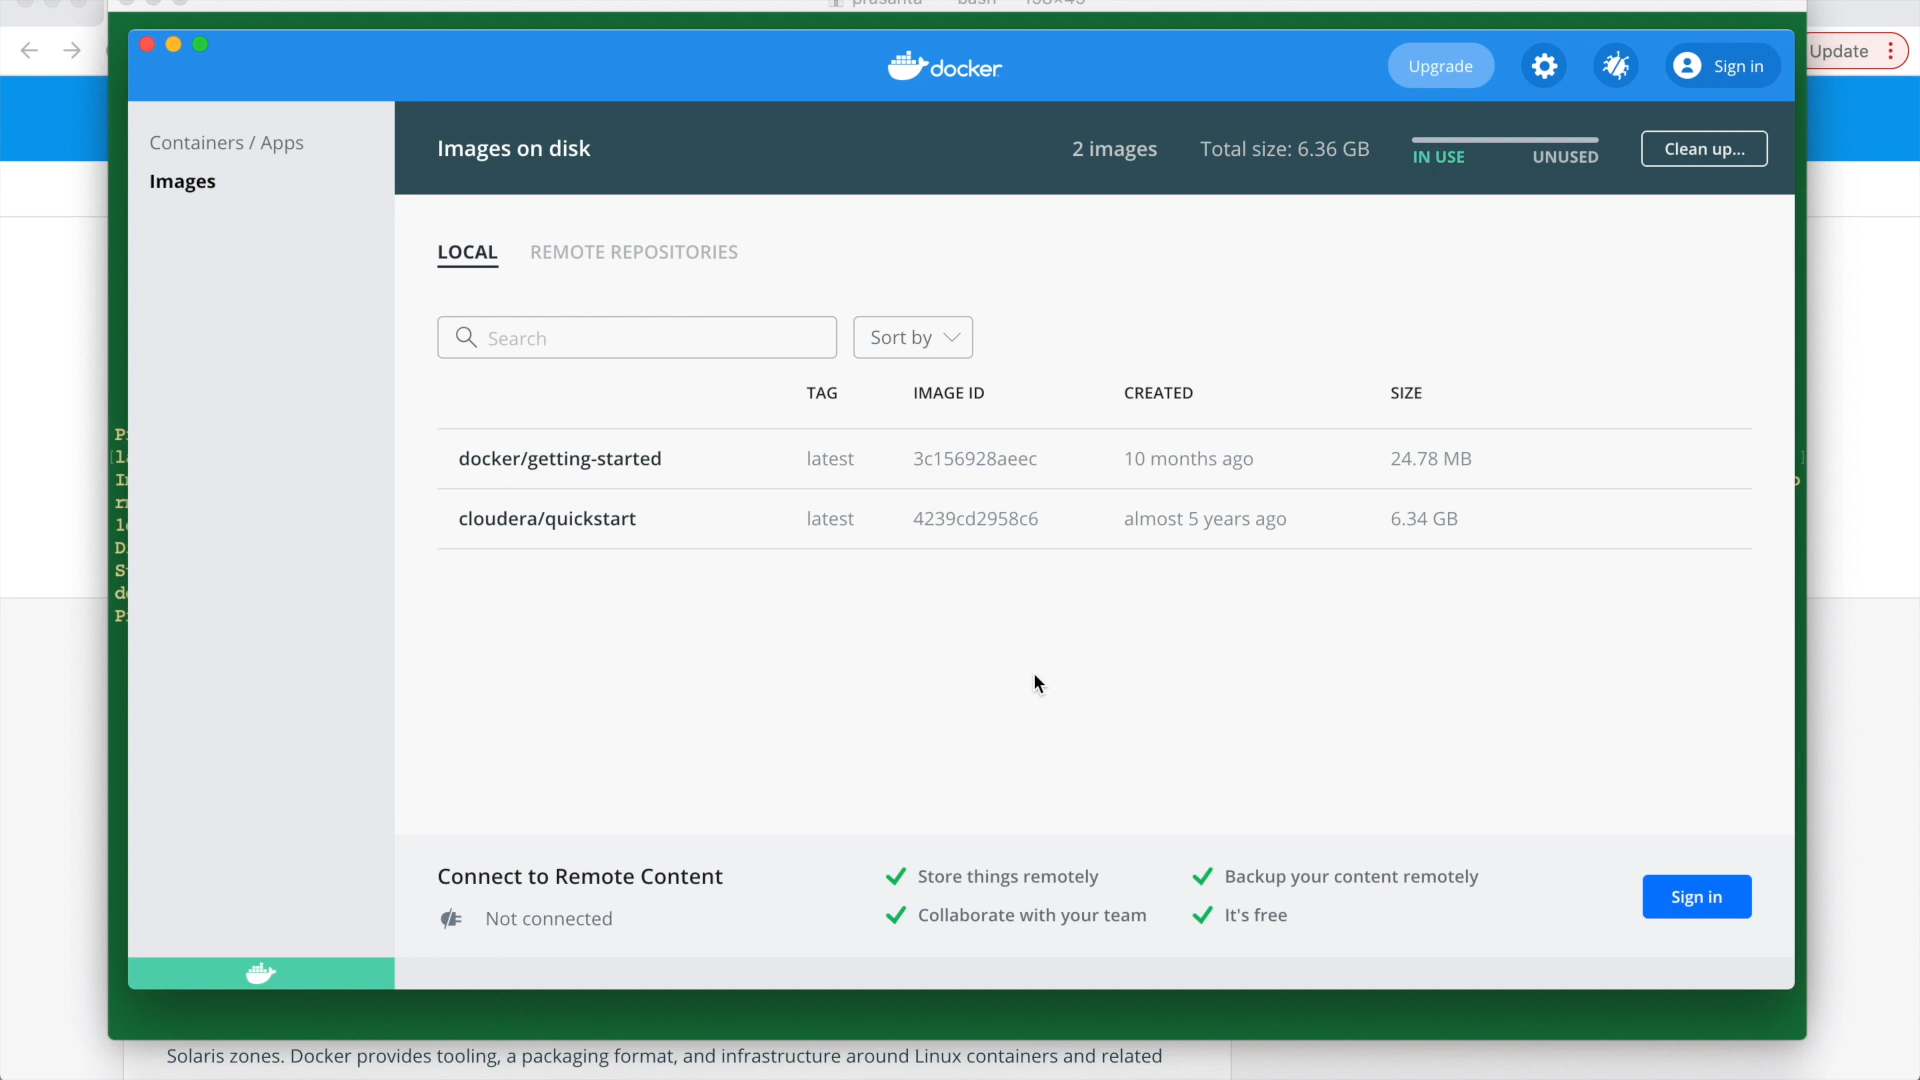 Update
docker
Upgrade
Sign in
Containers / Apps
Images
Images on disk
2 images
Total size: 6.36 GB
IN USE
UNUSED
Clean up...
LOCAL
REMOTE REPOSITORIES
Search
Sort by
TAG IMAGE ID CREATED SIZE
docker/getting-started latest 3c156928aeec 10 months ago 24.78 MB
cloudera/quickstart latest 4239cd2958c6 almost 5 years ago 6.34 GB
Connect to Remote Content
Not connected
Store things remotely
Backup your content remotely
Collaborate with your team
It's free
Sign in
Solaris zones. Docker provides tooling, a packaging format, and infrastructure around Linux containers and related